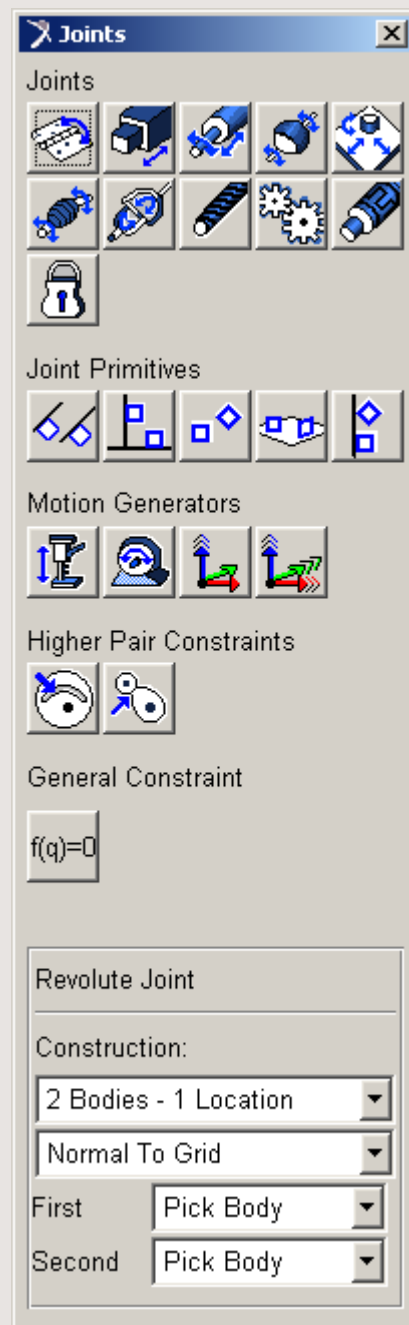 Joints
Joints
Joint Primitives
Motion Generators
Higher Pair Constraints
General Constraint
f(q)=0
Revolute Joint
Construction:
2 Bodies - 1 Location
Normal To Grid
First Pick Body
Second Pick Body